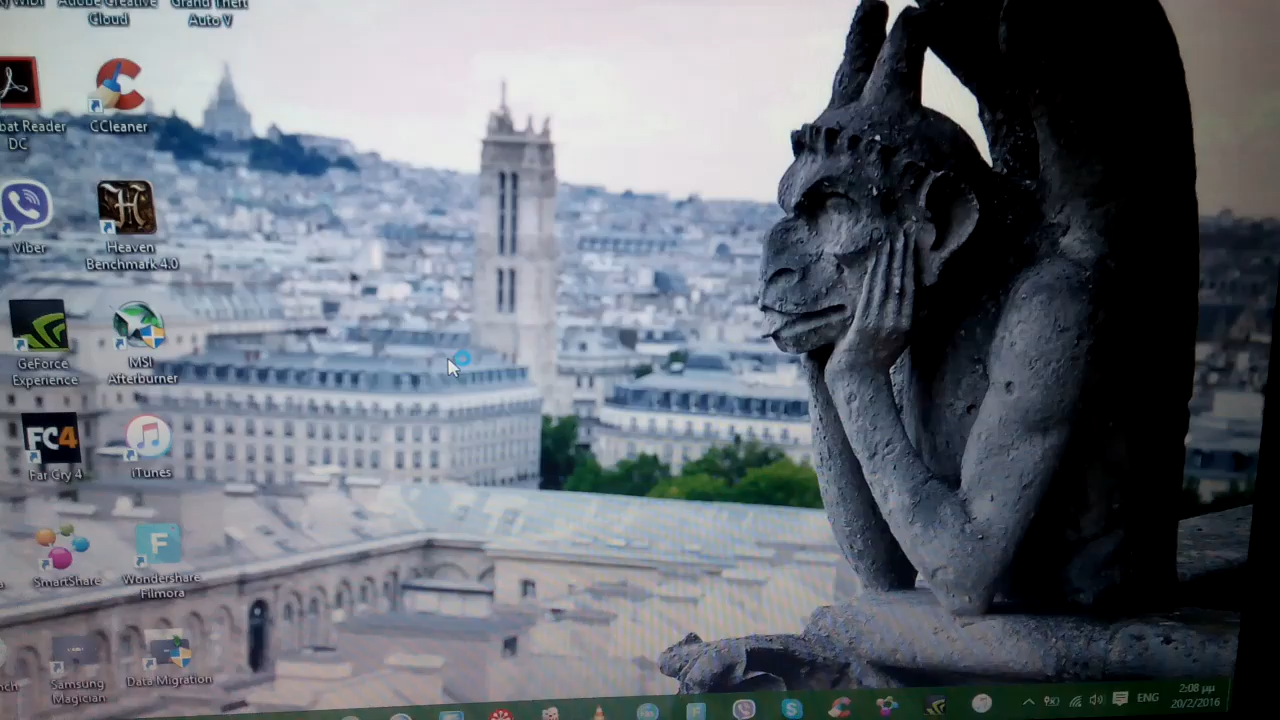 Adobe Creative
Cloud
Grand Theft
Auto V
bat Reader
DC
CCleaner
Viber
Heaven
Benchmark 4.0
GeForce
Experience
MSI
Afterburner
FC4
Far Cry 4
iTunes
SmartShare
F
Wondershare
Filmora
Samsung
Magician
Data Migration
ENG
2:08 μμ
20/2/2016